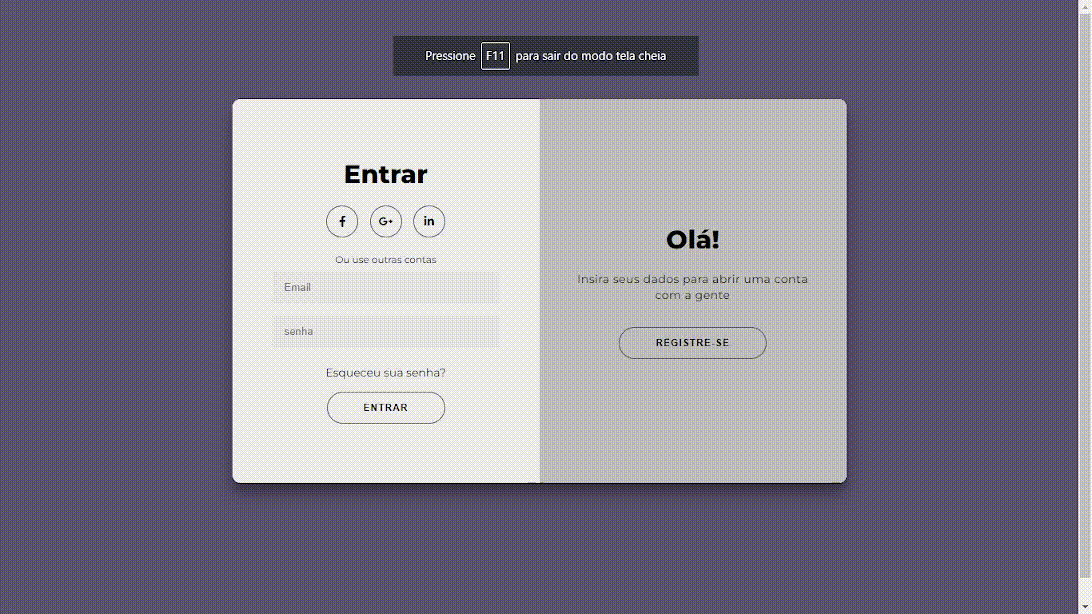 Pressione F11 para sair do modo tela cheia
Entrar
f G+ in
Ou use outras contas
Email
senha
Esqueceu sua senha?
ENTRAR
Olá!
Insira seus dados para abrir uma conta
com a gente
REGISTRE-SE